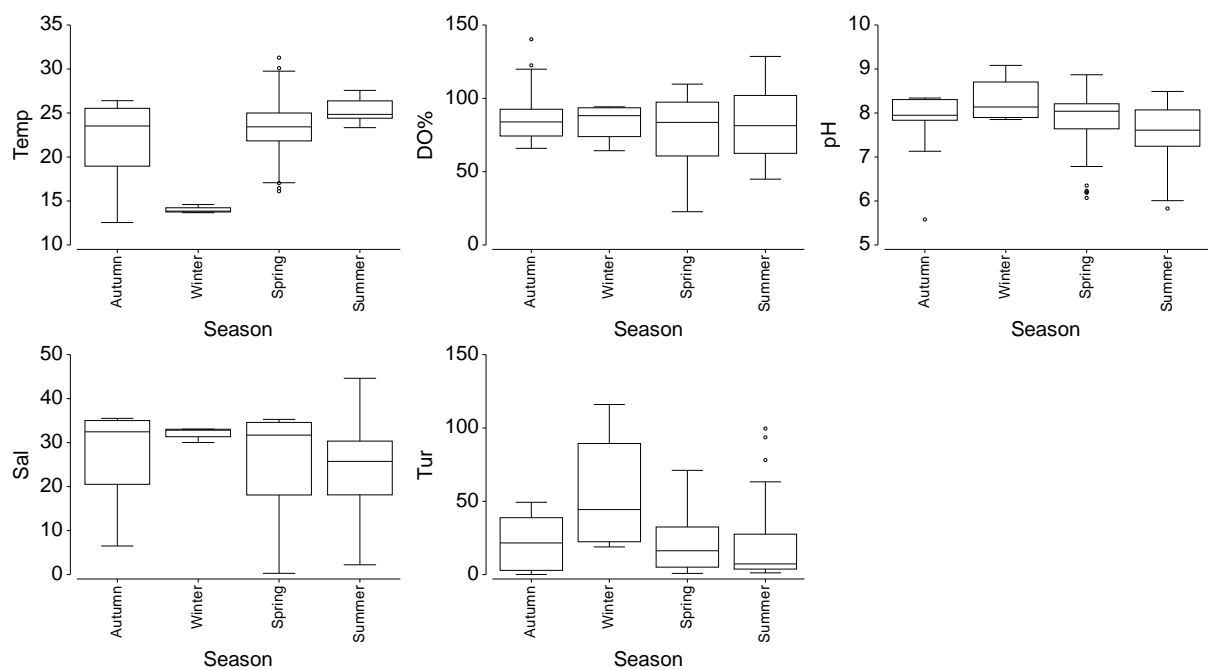 Temp
35
30
25
20
15
10
Autumn
Winter
Spring
Summer
Season
DO%
150
100
50
0
Autumn
Winter
Spring
Summer
Season
pH
10
9
8
7
6
5
Autumn
Winter
Spring
Summer
Season
Sal
50
40
30
20
10
0
Autumn
Winter
Spring
Summer
Season
Tur
150
100
50
0
Autumn
Winter
Spring
Summer
Season